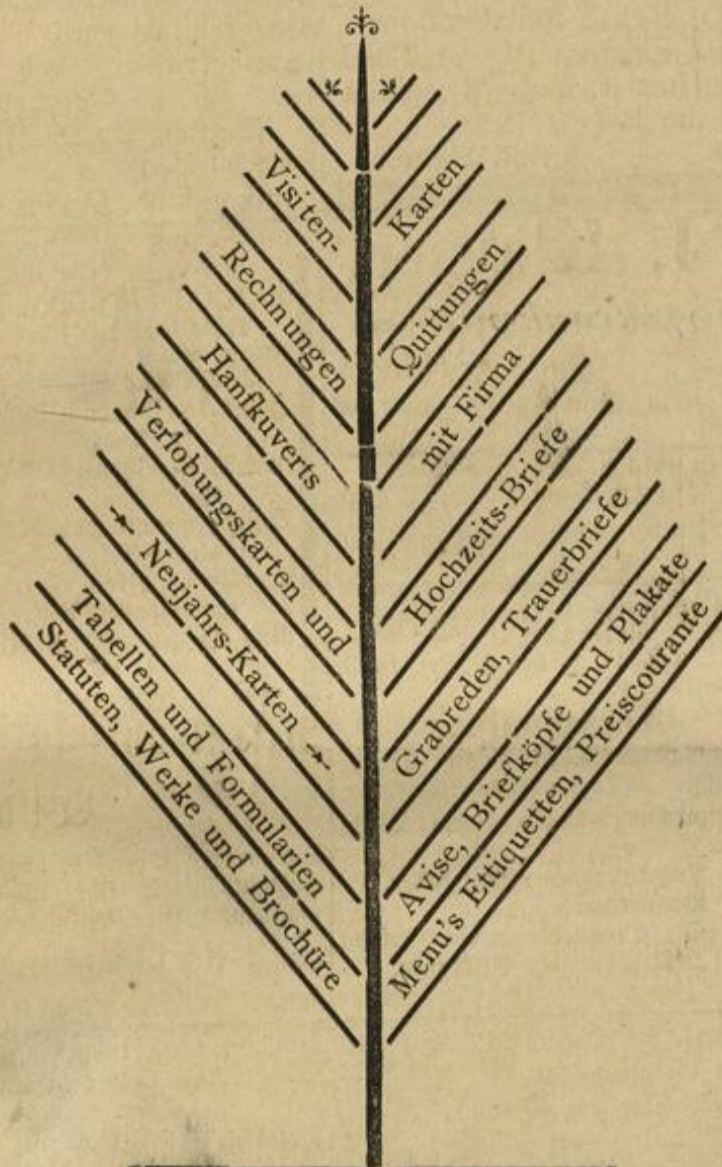 Visiten-
Karten
Rechnungen
Quittungen
Hanfkuverts
mit Firma
Verlobungskarten und
Hochzeits-Briefe
Neujahrs-Karten
Grabreden, Trauerbriefe
Tabellen und Formularien
Avise, Briefköpfe und Plakate
Statuten, Werke und Brochüre
Menu's Ettiquetten, Preiscourante